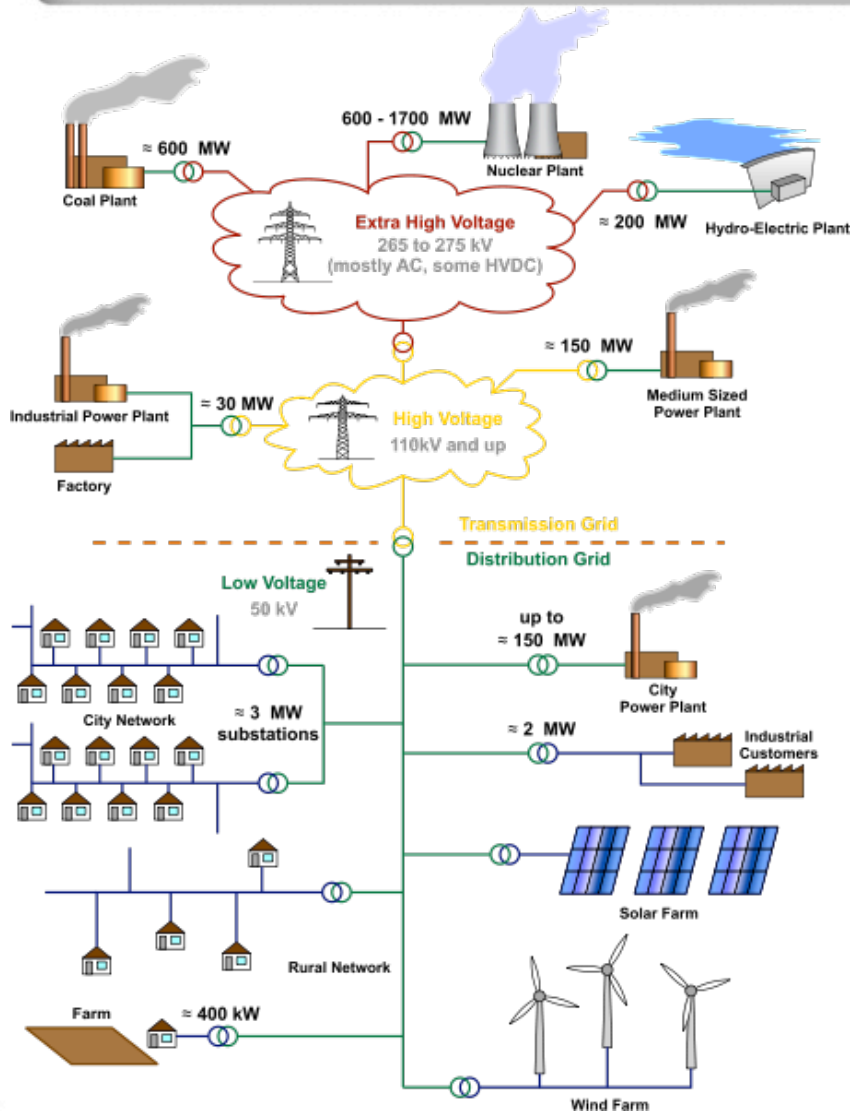 ≈ 600 MW
Coal Plant
600 - 1700 MW
Nuclear Plant
≈ 200 MW
Hydro-Electric Plant
Extra High Voltage
265 to 275 kV
(mostly AC, some HVDC)
≈ 150 MW
Medium Sized
Power Plant
Industrial Power Plant
≈ 30 MW
Factory
High Voltage
110kV and up
Transmission Grid
Distribution Grid
Low Voltage
50 kV
up to
≈ 150 MW
City
Power Plant
City Network
≈ 3 MW
substations
≈ 2 MW
Industrial
Customers
Solar Farm
Rural Network
Farm
≈ 400 kW
Wind Farm